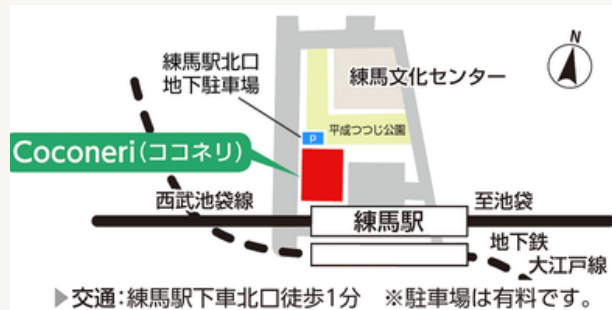 N
練馬駅北口
地下駐車場
練馬文化センター
P
平成つつじ公園
Coconeri(ココネリ)
西武池袋線
練馬駅
至池袋
地下鉄
大江戸線
▶交通:練馬駅下車北口徒歩1分 ※駐車場は有料です。